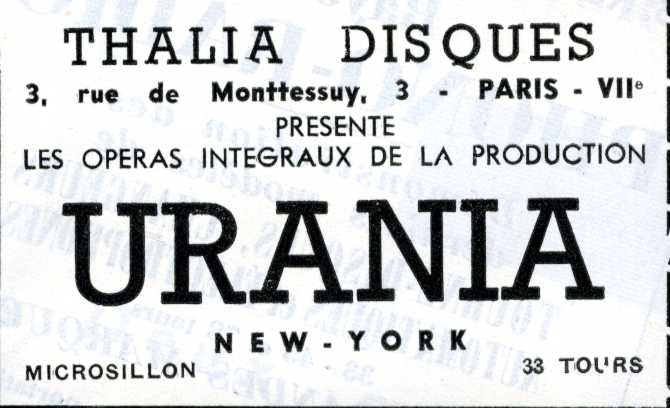 THALIA DISQUES
3, rue de Monttessuy, 3 - PARIS - VIIe
PRESENTE
LES OPERAS INTEGRAUX DE LA PRODUCTION
URANIA
NEW-YORK
MICROSILLON 33 TOURS